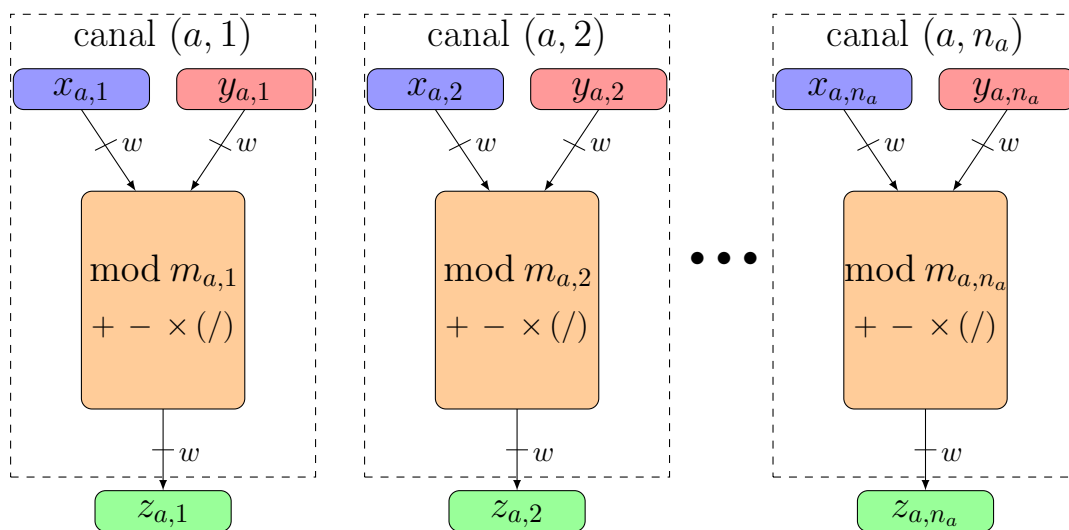 canal (a, 1)
x_{a,1} y_{a,1}
w w
mod m_{a,1}
+ − × (/)
w
z_{a,1}
canal (a, 2)
x_{a,2} y_{a,2}
w w
mod m_{a,2}
+ − × (/)
w
z_{a,2}
•••
canal (a, n_a)
x_{a,n_a} y_{a,n_a}
w w
mod m_{a,n_a}
+ − × (/)
w
z_{a,n_a}